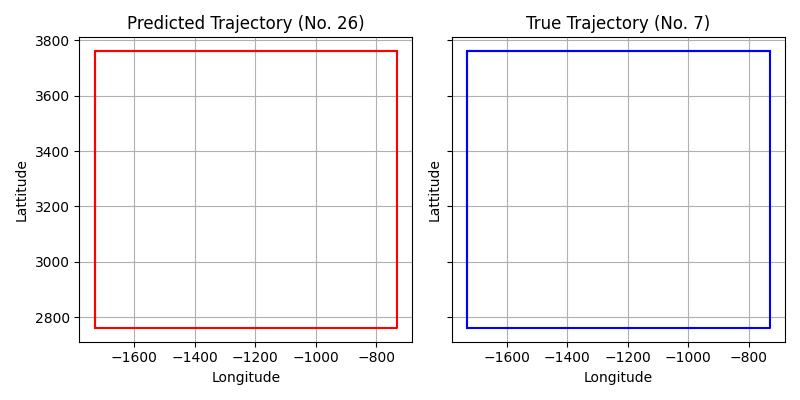 Predicted Trajectory (No. 26)
True Trajectory (No. 7)
3800
3600
3400
3200
3000
2800
Lattitude
Lattitude
−1600 −1400 −1200 −1000 −800
−1600 −1400 −1200 −1000 −800
Longitude
Longitude